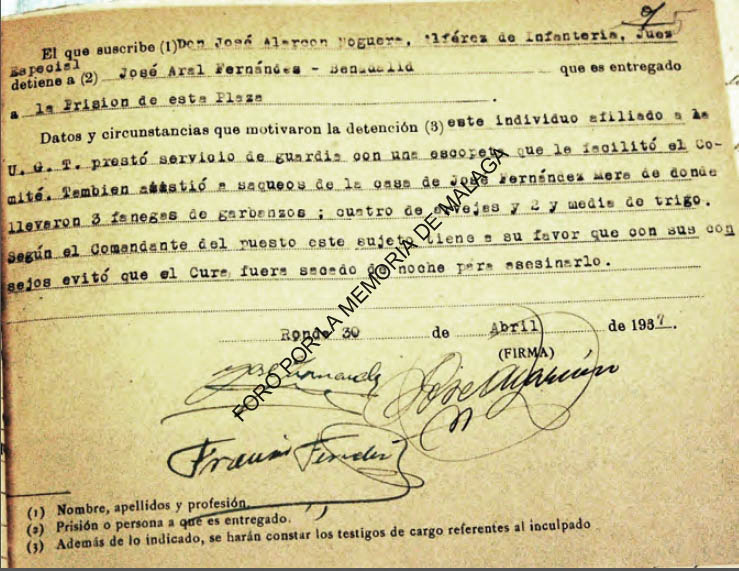 El que suscribe (1) Don José Alarcon Noguera, Alférez de Infantería, Juez
Especial
detiene a (2) José Aral Fernández - Benadalid que es entregado
a la Prision de esta Plaza.
Datos y circunstancias que motivaron la detención (3) este individuo afiliado a la
U. G. T. prestó servicio de guardia con una escopeta que le facilitó el Co-
mité. Tambien asistió a saqueos de la casa de José Fernández Mera de donde
llevaron 3 fanegas de garbanzos ; cuatro de arvejas y 2 y media de trigo.
Según el Comandante del puesto este sujeto tiene a su favor que con sus con
sejos evitó que el Cura fuera sacado de noche para asesinarlo.
Ronda 30 de Abril de 1937.
(FIRMA)
José Alarcón
(1) Nombre, apellidos y profesión.
(2) Prisión o persona a que es entregado.
(3) Además de lo indicado, se harán constar los testigos de cargo referentes al inculpado
FORO POR LA MEMORIA DE MALAGA